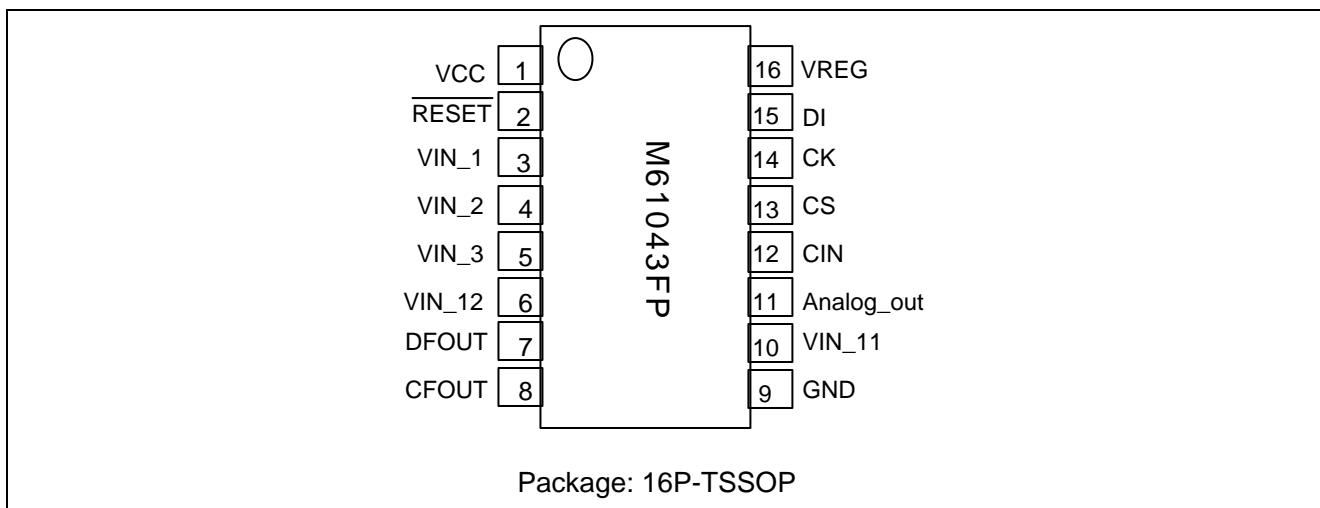 VCC 1
RESET 2
VIN_1 3
VIN_2 4
VIN_3 5
VIN_12 6
DFOUT 7
CFOUT 8
M61043FP
16 VREG
15 DI
14 CK
13 CS
12 CIN
11 Analog_out
10 VIN_11
9 GND
Package: 16P-TSSOP